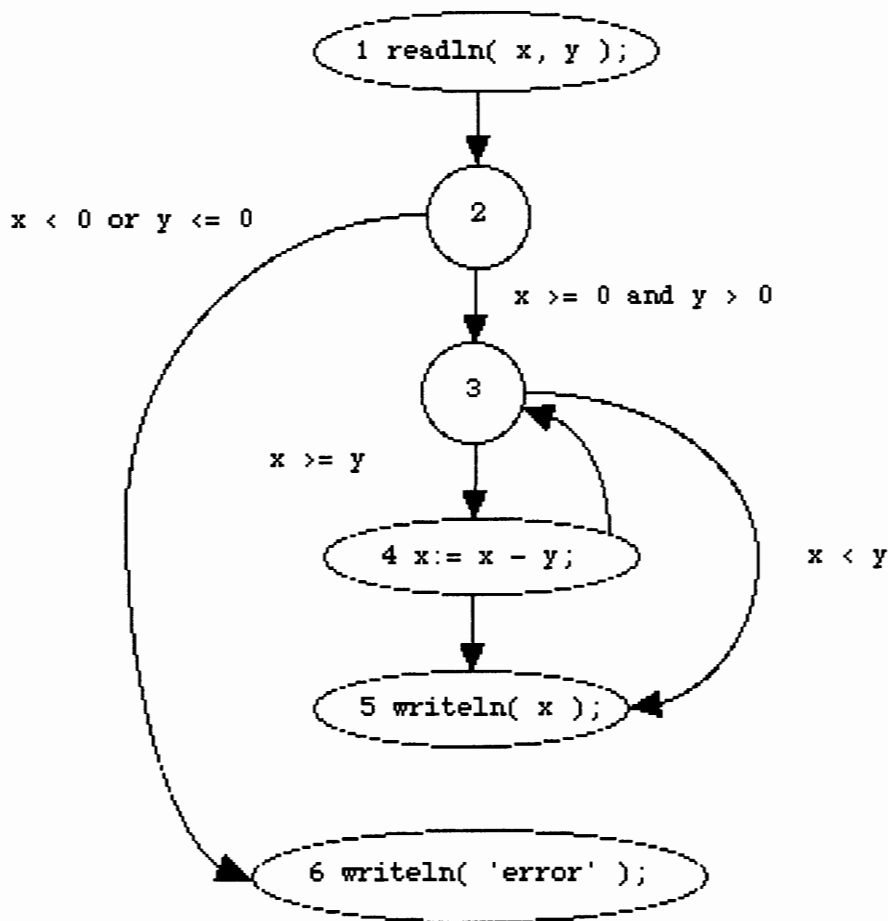 1 readln( x, y );
2
x < 0 or y <= 0
x >= 0 and y > 0
3
x >= y
4 x:= x - y;
x < y
5 writeln( x );
6 writeln( 'error' );